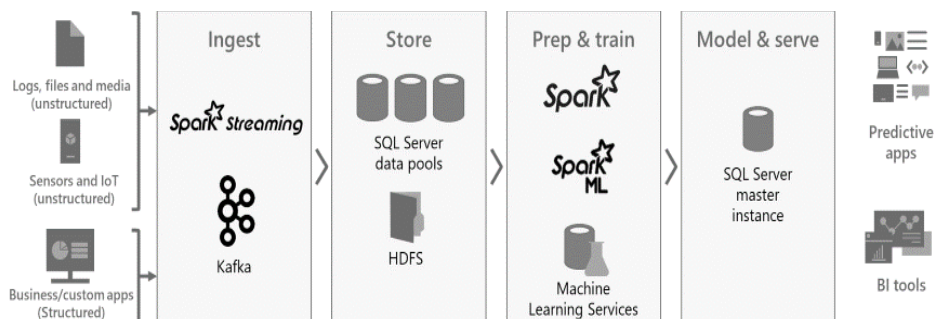 Logs, files and media
(unstructured)
Sensors and IoT
(unstructured)
Business/custom apps
(Structured)
Ingest
Spark Streaming
Kafka
Store
SQL Server
data pools
HDFS
Prep & train
Spark
Spark
ML
Machine
Learning Services
Model & serve
SQL Server
master
instance
Predictive
apps
BI tools